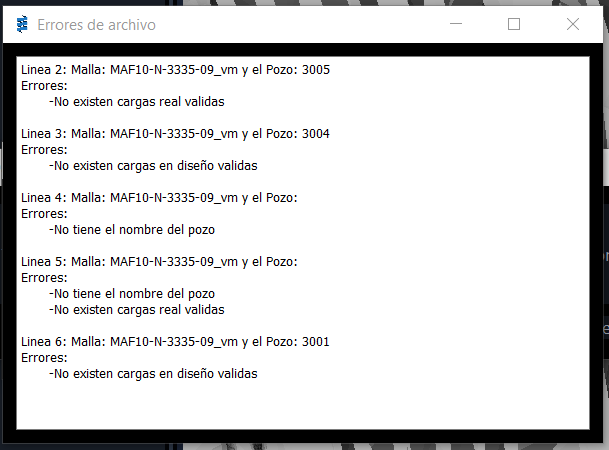 Errores de archivo
Linea 2: Malla: MAF10-N-3335-09_vm y el Pozo: 3005
Errores:
-No existen cargas real validas
Linea 3: Malla: MAF10-N-3335-09_vm y el Pozo: 3004
Errores:
-No existen cargas en diseño validas
Linea 4: Malla: MAF10-N-3335-09_vm y el Pozo:
Errores:
-No tiene el nombre del pozo
Linea 5: Malla: MAF10-N-3335-09_vm y el Pozo:
Errores:
-No tiene el nombre del pozo
-No existen cargas real validas
Linea 6: Malla: MAF10-N-3335-09_vm y el Pozo: 3001
Errores:
-No existen cargas en diseño validas